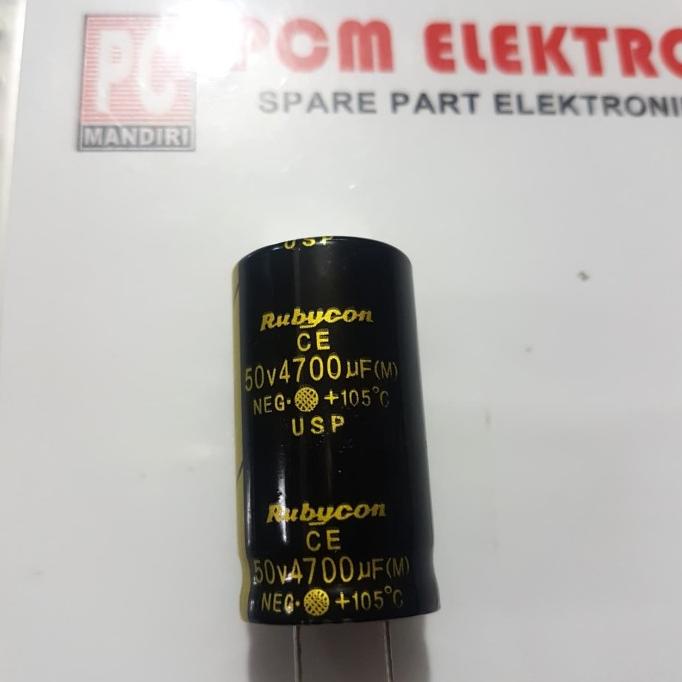 PC
MANDIRI
PCM ELEKTRO
SPARE PART ELEKTRONI
USP
Rubycon
CE
50v4700µF(M)
NEG· +105°C
USP
Rubycon
CE
50v4700µF(M)
NEG· +105°C